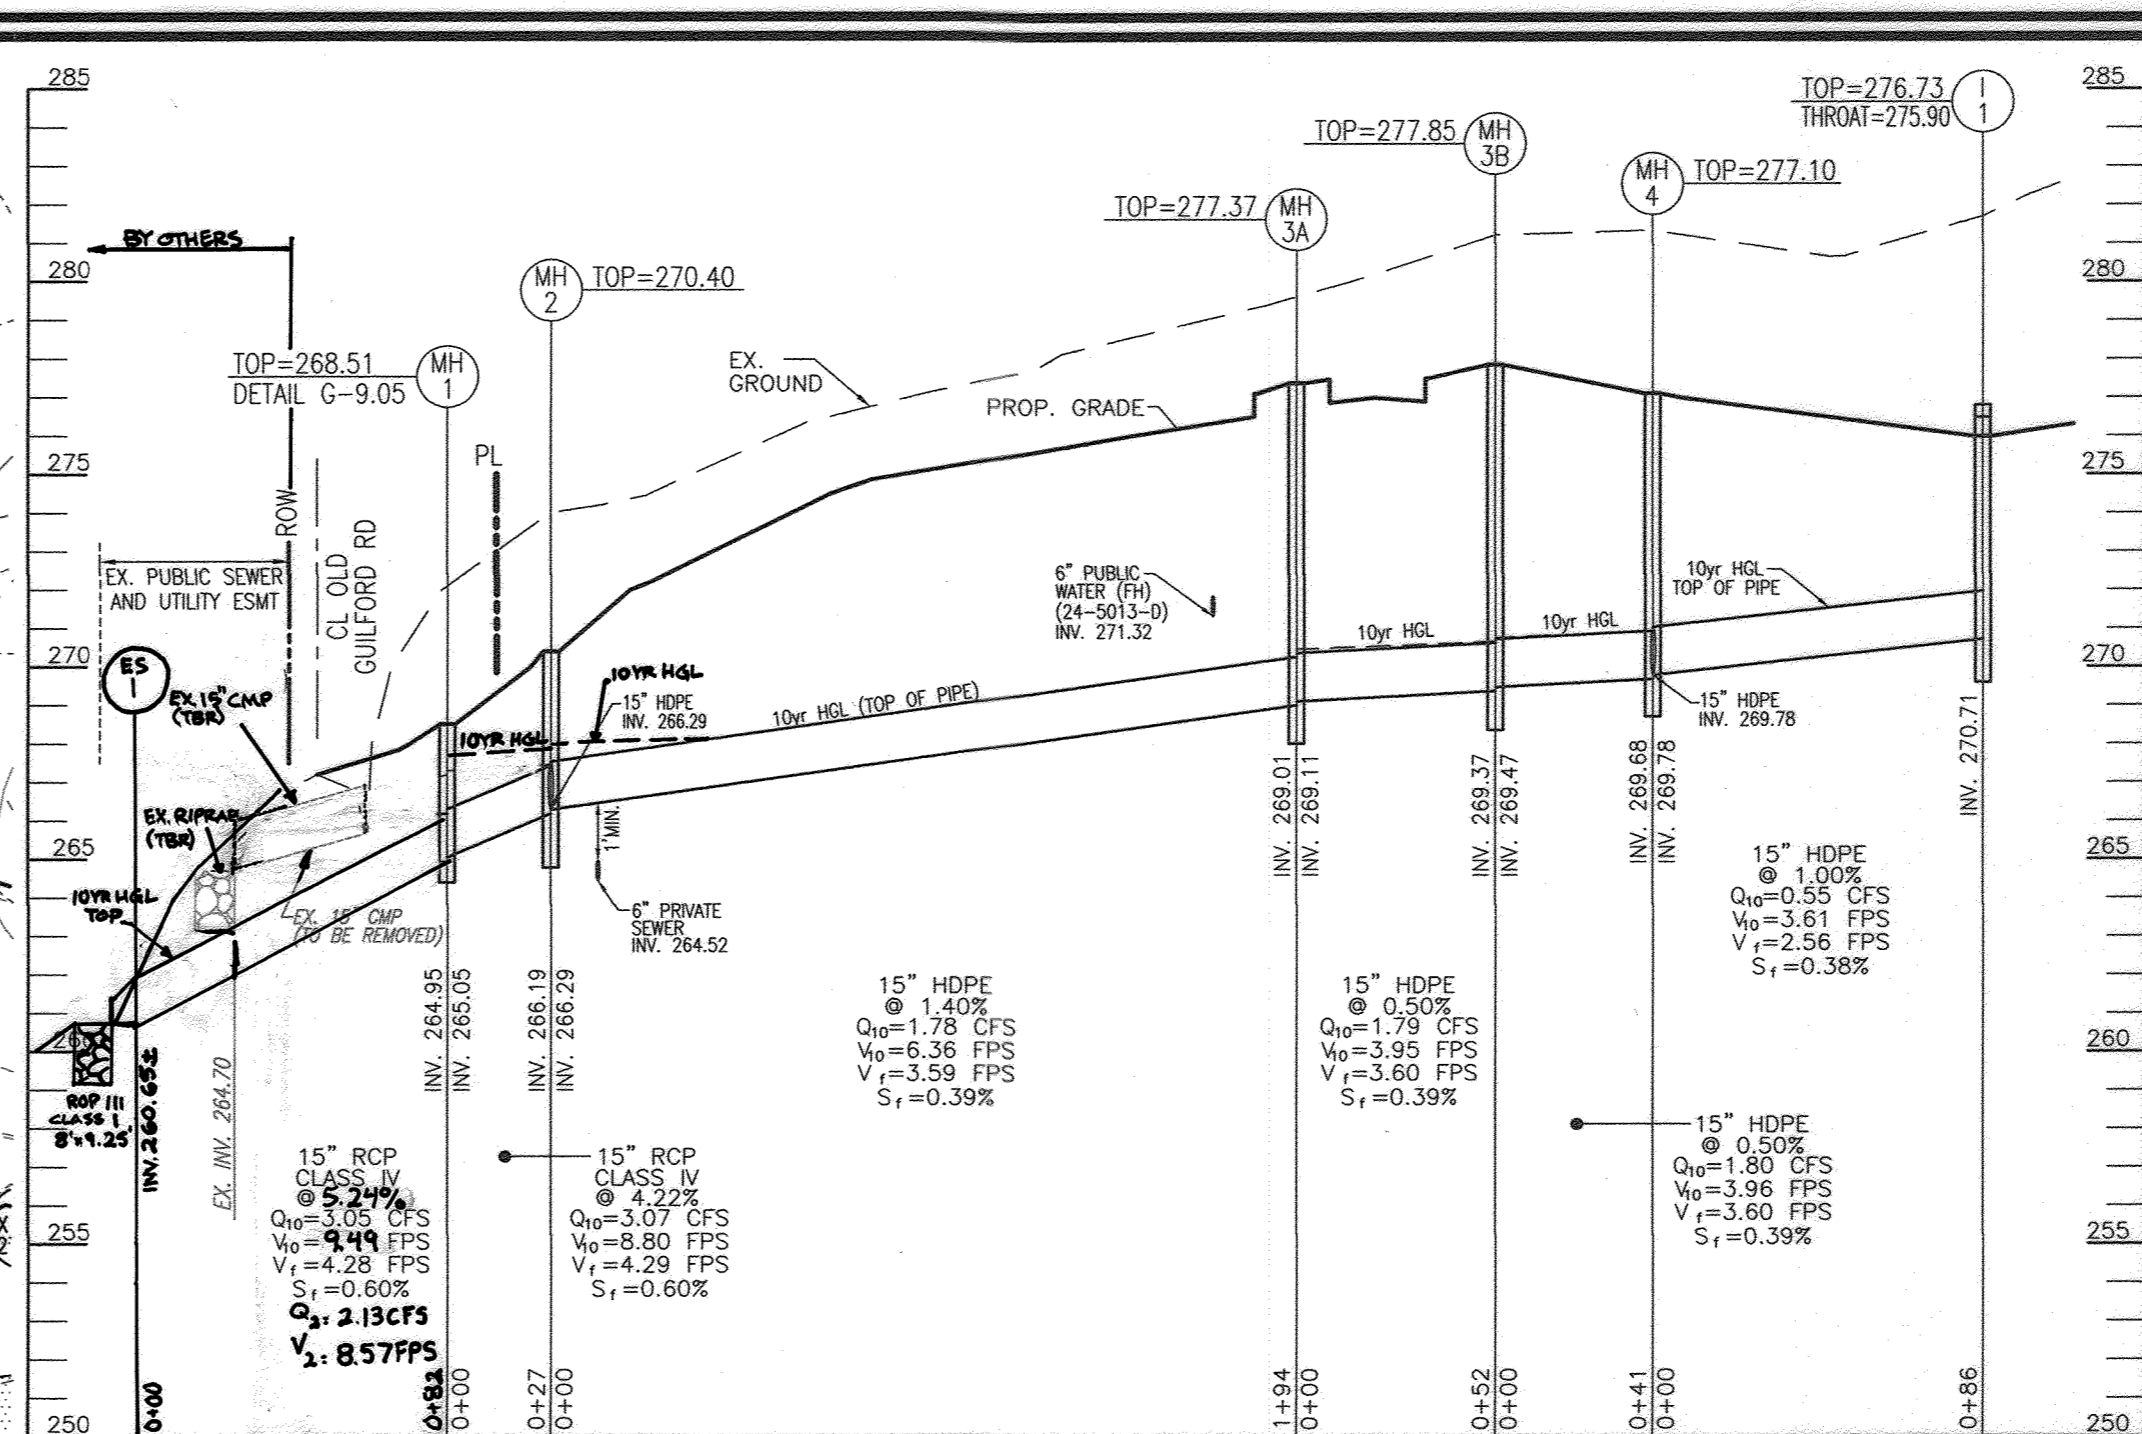 285
280
275
270
265
260
255
250
BY OTHERS
TOP=268.51
DETAIL G-9.05
MH
1
MH
2
TOP=270.40
PL
ROW
CL OLD
GUILFORD RD
EX. PUBLIC SEWER
AND UTILITY ESMT
ES
1
EX. 15" CMP
(TBR)
EX. RIPRAP
(TBR)
10YR HGL
TOP
EX. 15" CMP
(TO BE REMOVED)
10YR HGL
10YR HGL
15" HDPE
INV. 266.29
1'MIN.
6" PRIVATE
SEWER
INV. 264.52
EX.
GROUND
PROP. GRADE
10yr HGL (TOP OF PIPE)
6" PUBLIC
WATER (FH)
(24-5013-D)
INV. 271.32
TOP=277.37
MH
3A
TOP=277.85
MH
3B
MH
4
TOP=277.10
TOP=276.73
THROAT=275.90
I
1
10yr HGL
10yr HGL
10yr HGL
TOP OF PIPE
15" HDPE
INV. 269.78
ROP III
CLASS I
8'x9.25'
INV. 260.65±
EX. INV. 264.70
INV. 264.95
INV. 265.05
INV. 266.19
INV. 266.29
INV. 269.01
INV. 269.11
INV. 269.37
INV. 269.47
INV. 269.68
INV. 269.78
INV. 270.71
15" RCP
CLASS IV
@ 5.24%
Q10=3.05 CFS
V10=9.49 FPS
Vf=4.28 FPS
Sf=0.60%
Q2: 2.13CFS
V2: 8.57FPS
15" RCP
CLASS IV
@ 4.22%
Q10=3.07 CFS
V10=8.80 FPS
Vf=4.29 FPS
Sf=0.60%
15" HDPE
@ 1.40%
Q10=1.78 CFS
V10=6.36 FPS
Vf=3.59 FPS
Sf=0.39%
15" HDPE
@ 0.50%
Q10=1.79 CFS
V10=3.95 FPS
Vf=3.60 FPS
Sf=0.39%
15" HDPE
@ 0.50%
Q10=1.80 CFS
V10=3.96 FPS
Vf=3.60 FPS
Sf=0.39%
15" HDPE
@ 1.00%
Q10=0.55 CFS
V10=3.61 FPS
Vf=2.56 FPS
Sf=0.38%
0+00
0+82
0+00
0+27
0+00
1+94
0+00
0+52
0+00
0+41
0+00
0+86
285
280
275
270
265
260
255
250